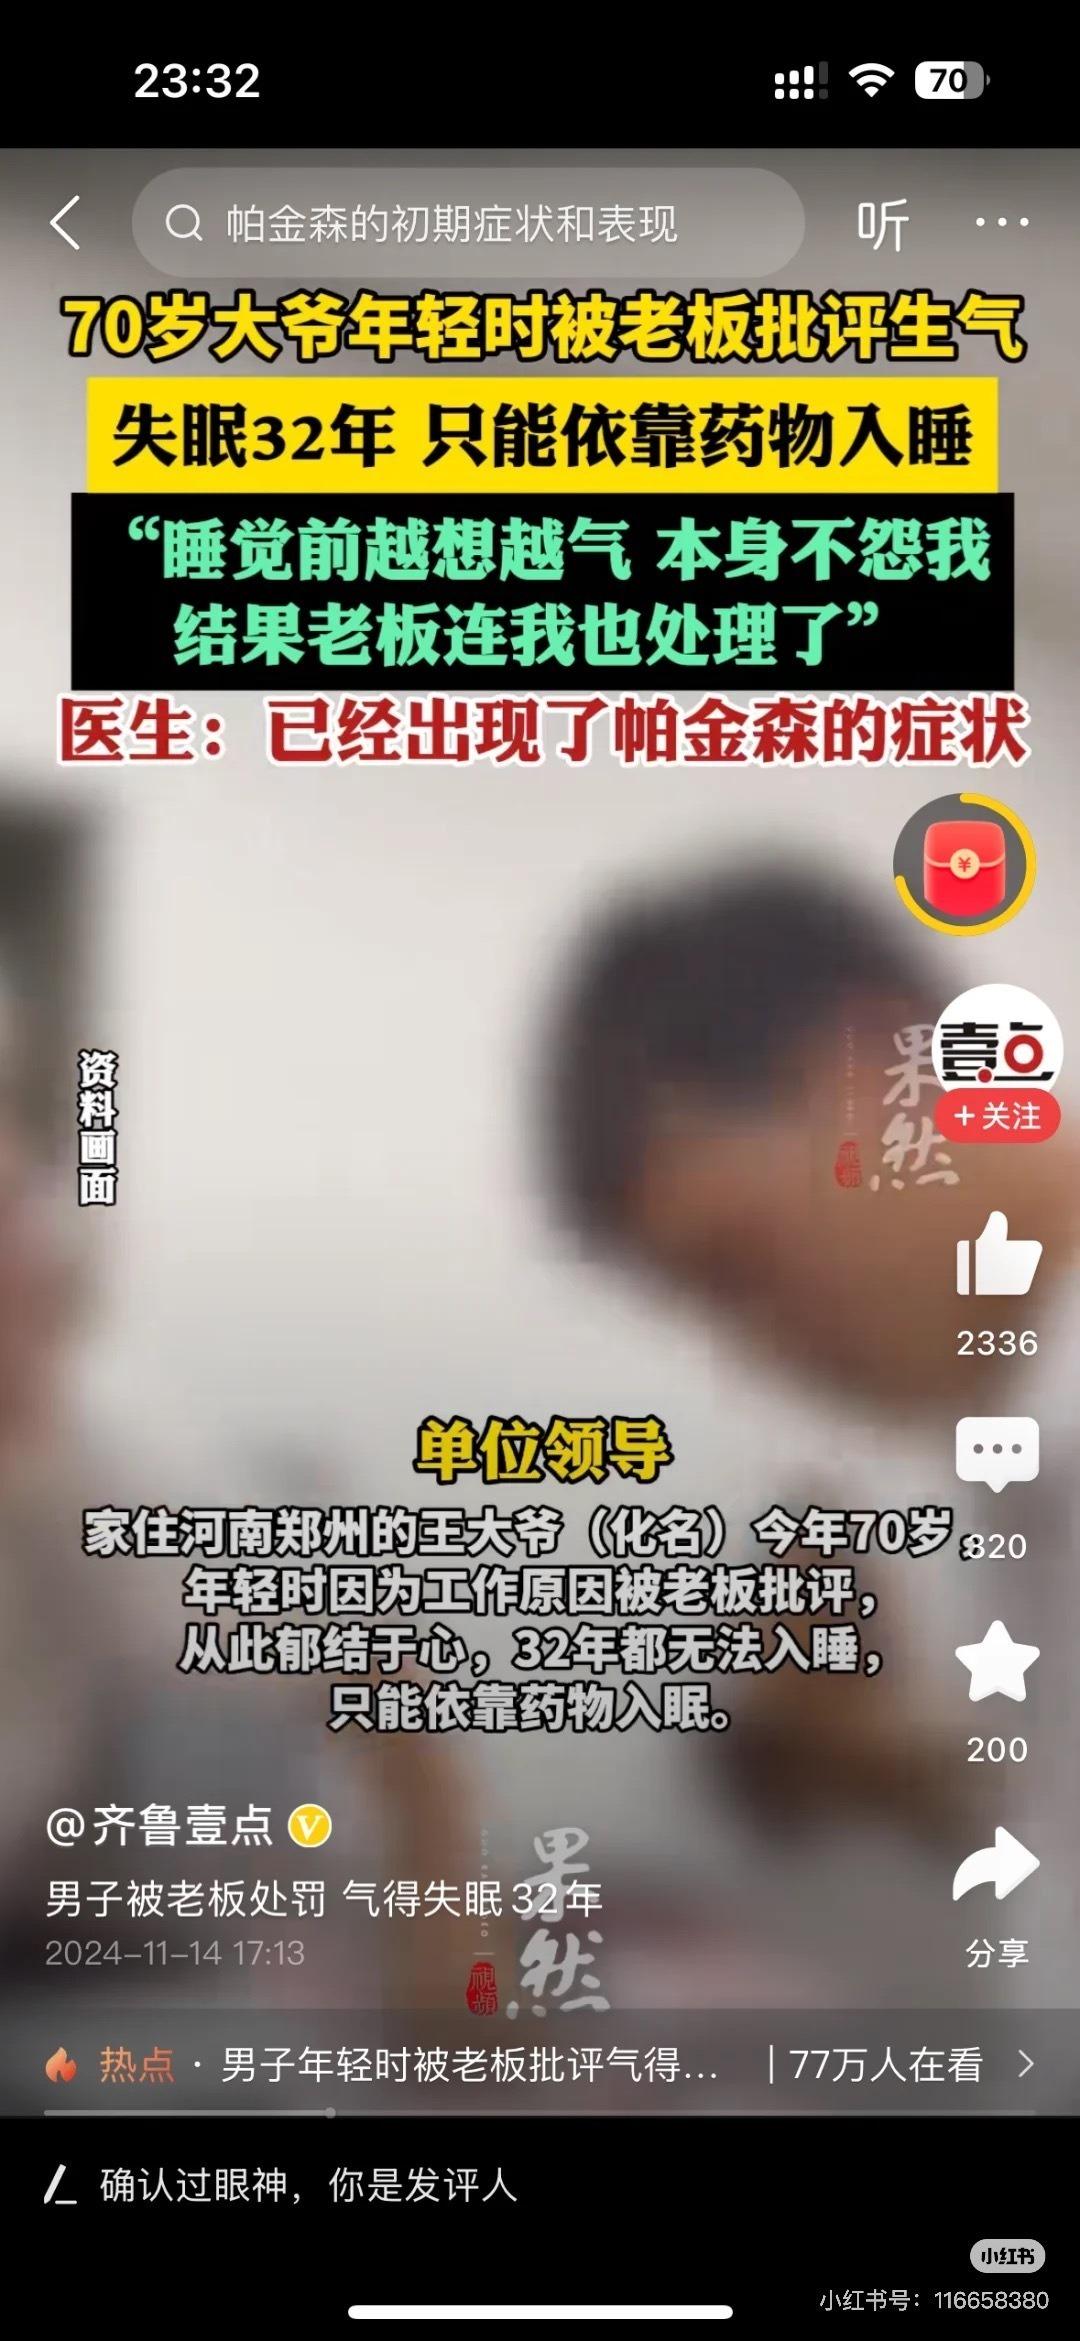 23:32
70
帕金森的初期症状和表现
听
70岁大爷年轻时被老板批评生气
失眠32年 只能依靠药物入睡
“睡觉前越想越气 本身不怨我
结果老板连我也处理了”
医生：已经出现了帕金森的症状
¥
壹点
+关注
资料画面
果然
视频
2336
单位领导
家住河南郑州的王大爷（化名）今年70岁，
820
年轻时因为工作原因被老板批评，
从此郁结于心，32年都无法入睡，
只能依靠药物入眠。
200
@齐鲁壹点
男子被老板处罚 气得失眠32年
2024-11-14 17:13
果然
視頻
分享
热点 · 男子年轻时被老板批评气得... | 77万人在看
确认过眼神，你是发评人
小红书
小红书号：116658380